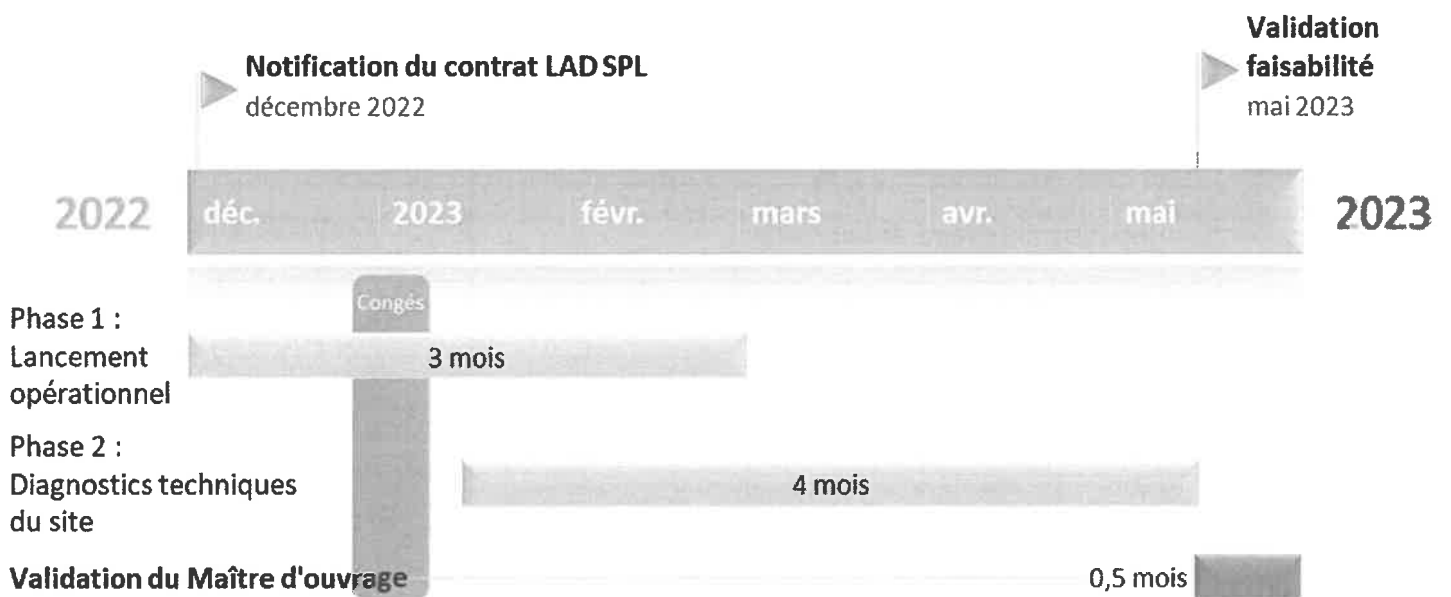 Notification du contrat LAD SPL
décembre 2022
Validation
faisabilité
mai 2023
2022
déc.
2023
févr.
mars
avr.
mai
2023
Congés
Phase 1 :
Lancement
opérationnel
3 mois
Phase 2 :
Diagnostics techniques
du site
4 mois
Validation du Maître d'ouvrage
0,5 mois